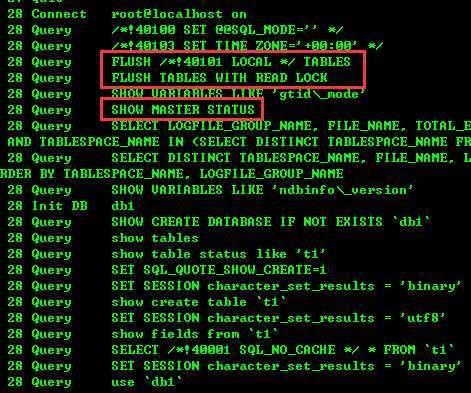 28 Connect root@localhost on
28 Query /*!40100 SET @@SQL_MODE='' */
28 Query /*!40103 SET TIME_ZONE='+00:00' */
28 Query FLUSH /*!40101 LOCAL */ TABLES
28 Query FLUSH TABLES WITH READ LOCK
28 Query SHOW VARIABLES LIKE 'gtid\_mode'
28 Query SHOW MASTER STATUS
28 Query SELECT LOGFILE_GROUP_NAME, FILE_NAME, TOTAL_E
AND TABLESPACE_NAME IN (SELECT DISTINCT TABLESPACE_NAME FR
28 Query SELECT DISTINCT TABLESPACE_NAME, FILE_NAME, L
RDER BY TABLESPACE_NAME, LOGFILE_GROUP_NAME
28 Query SHOW VARIABLES LIKE 'ndbinfo\_version'
28 Init DB db1
28 Query SHOW CREATE DATABASE IF NOT EXISTS `db1`
28 Query show tables
28 Query show table status like 't1'
28 Query SET SQL_QUOTE_SHOW_CREATE=1
28 Query SET SESSION character_set_results = 'binary'
28 Query show create table `t1`
28 Query SET SESSION character_set_results = 'utf8'
28 Query show fields from `t1`
28 Query SELECT /*!40001 SQL_NO_CACHE */ * FROM `t1`
28 Query SET SESSION character_set_results = 'binary'
28 Query use `db1`